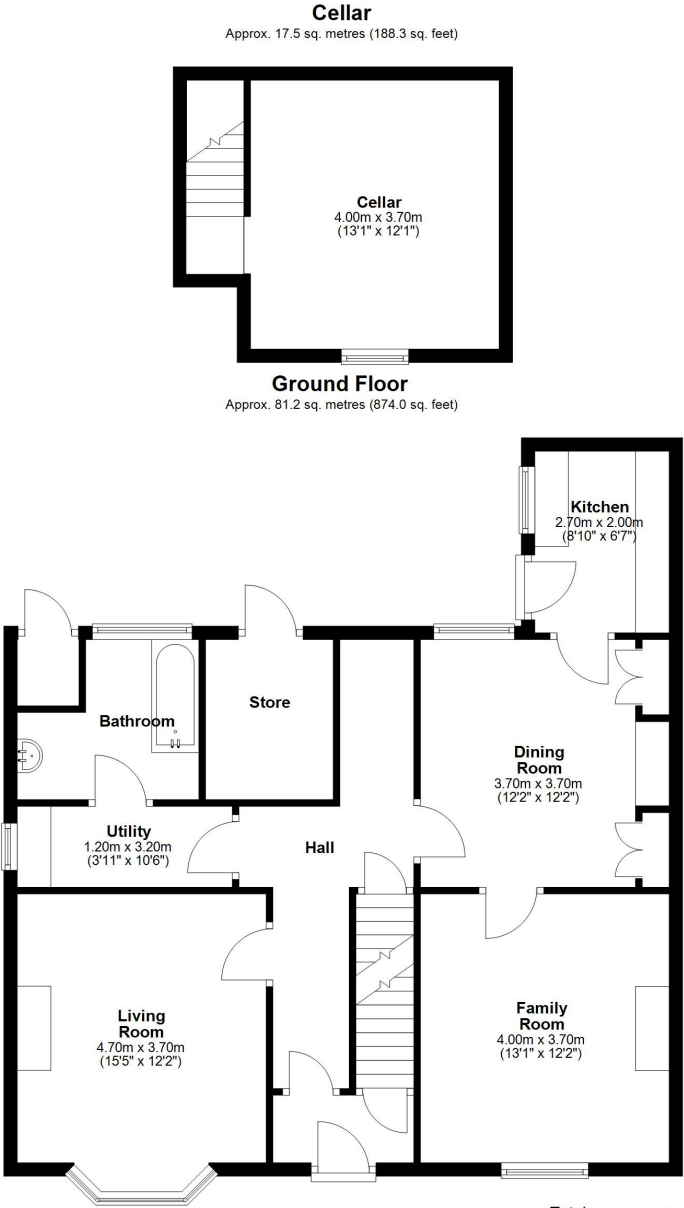 Cellar
Approx. 17.5 sq. metres (188.3 sq. feet)
Cellar
4.00m x 3.70m
(13'1" x 12'1")
Ground Floor
Approx. 81.2 sq. metres (874.0 sq. feet)
Kitchen
2.70m x 2.00m
(8'10" x 6'7")
Bathroom
Store
Dining
Room
3.70m x 3.70m
(12'2" x 12'2")
Utility
1.20m x 3.20m
(3'11" x 10'6")
Hall
Living
Room
4.70m x 3.70m
(15'5" x 12'2")
Family
Room
4.00m x 3.70m
(13'1" x 12'2")